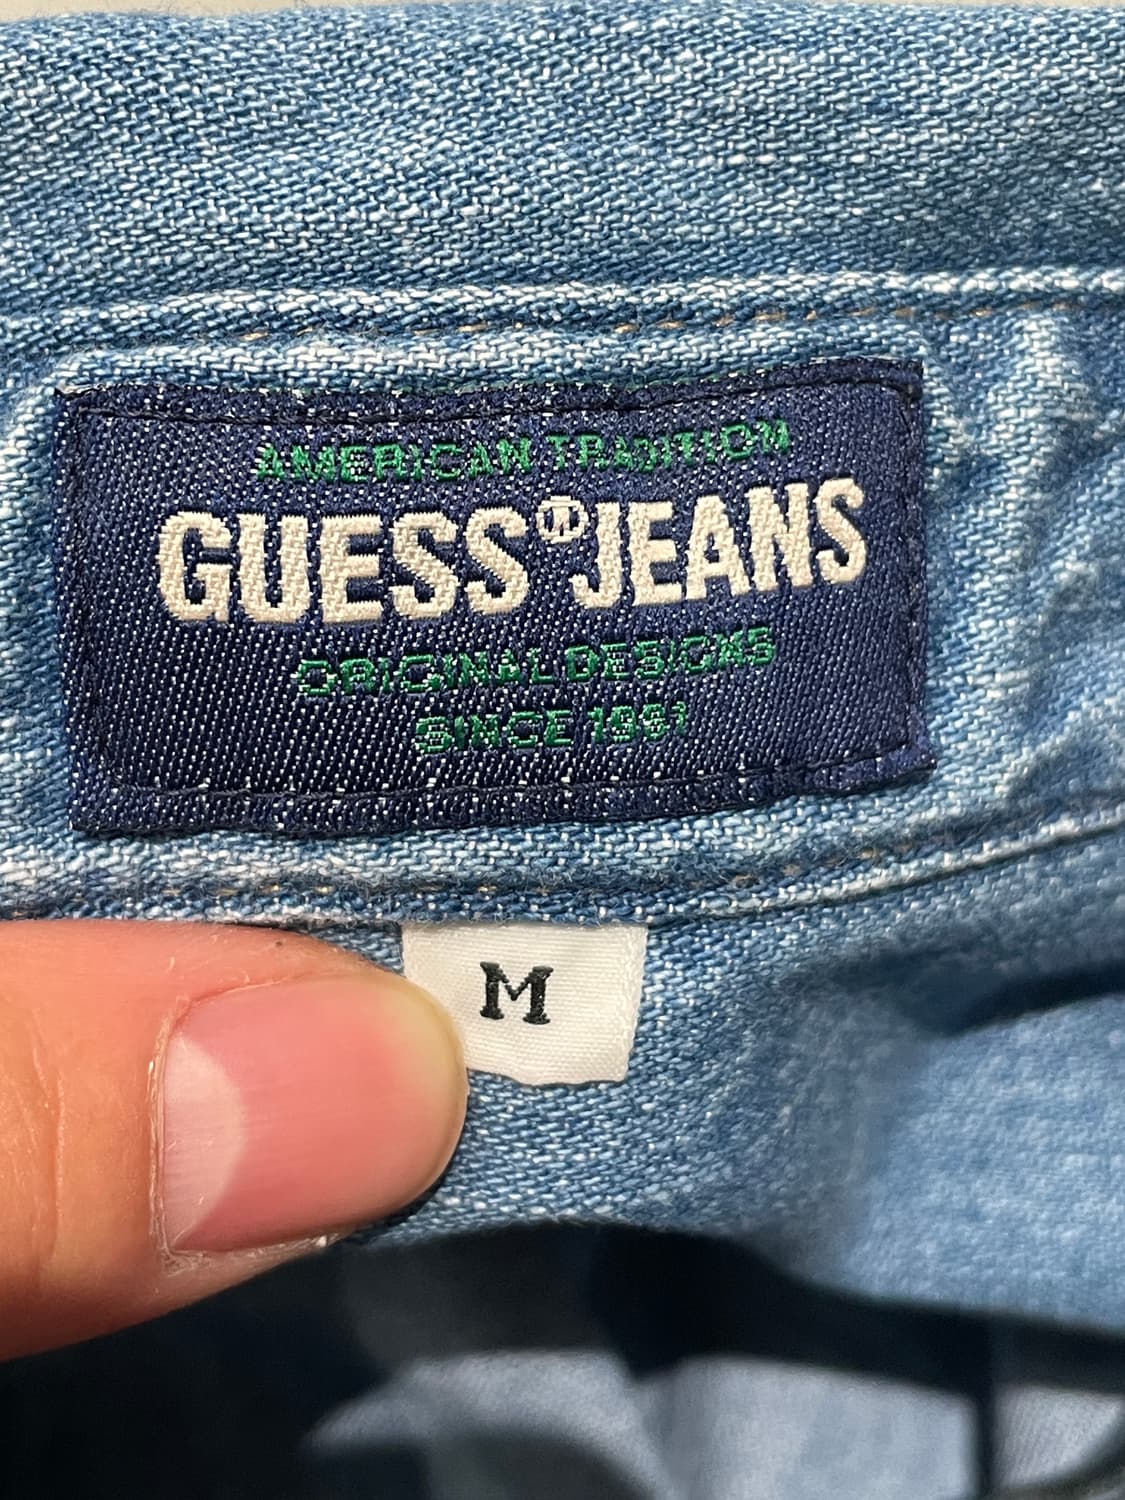 AMERICAN TRADITION
GUESS®JEANS
ORIGINAL DESIGNS
SINCE 1981
M